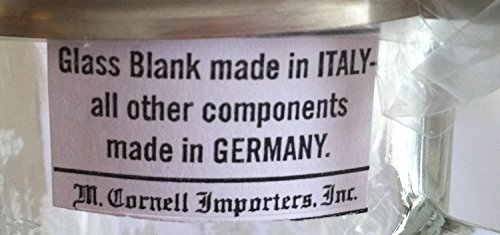 Glass Blank made in ITALY-
all other components
made in GERMANY.
M. Cornell Importers, Inc.